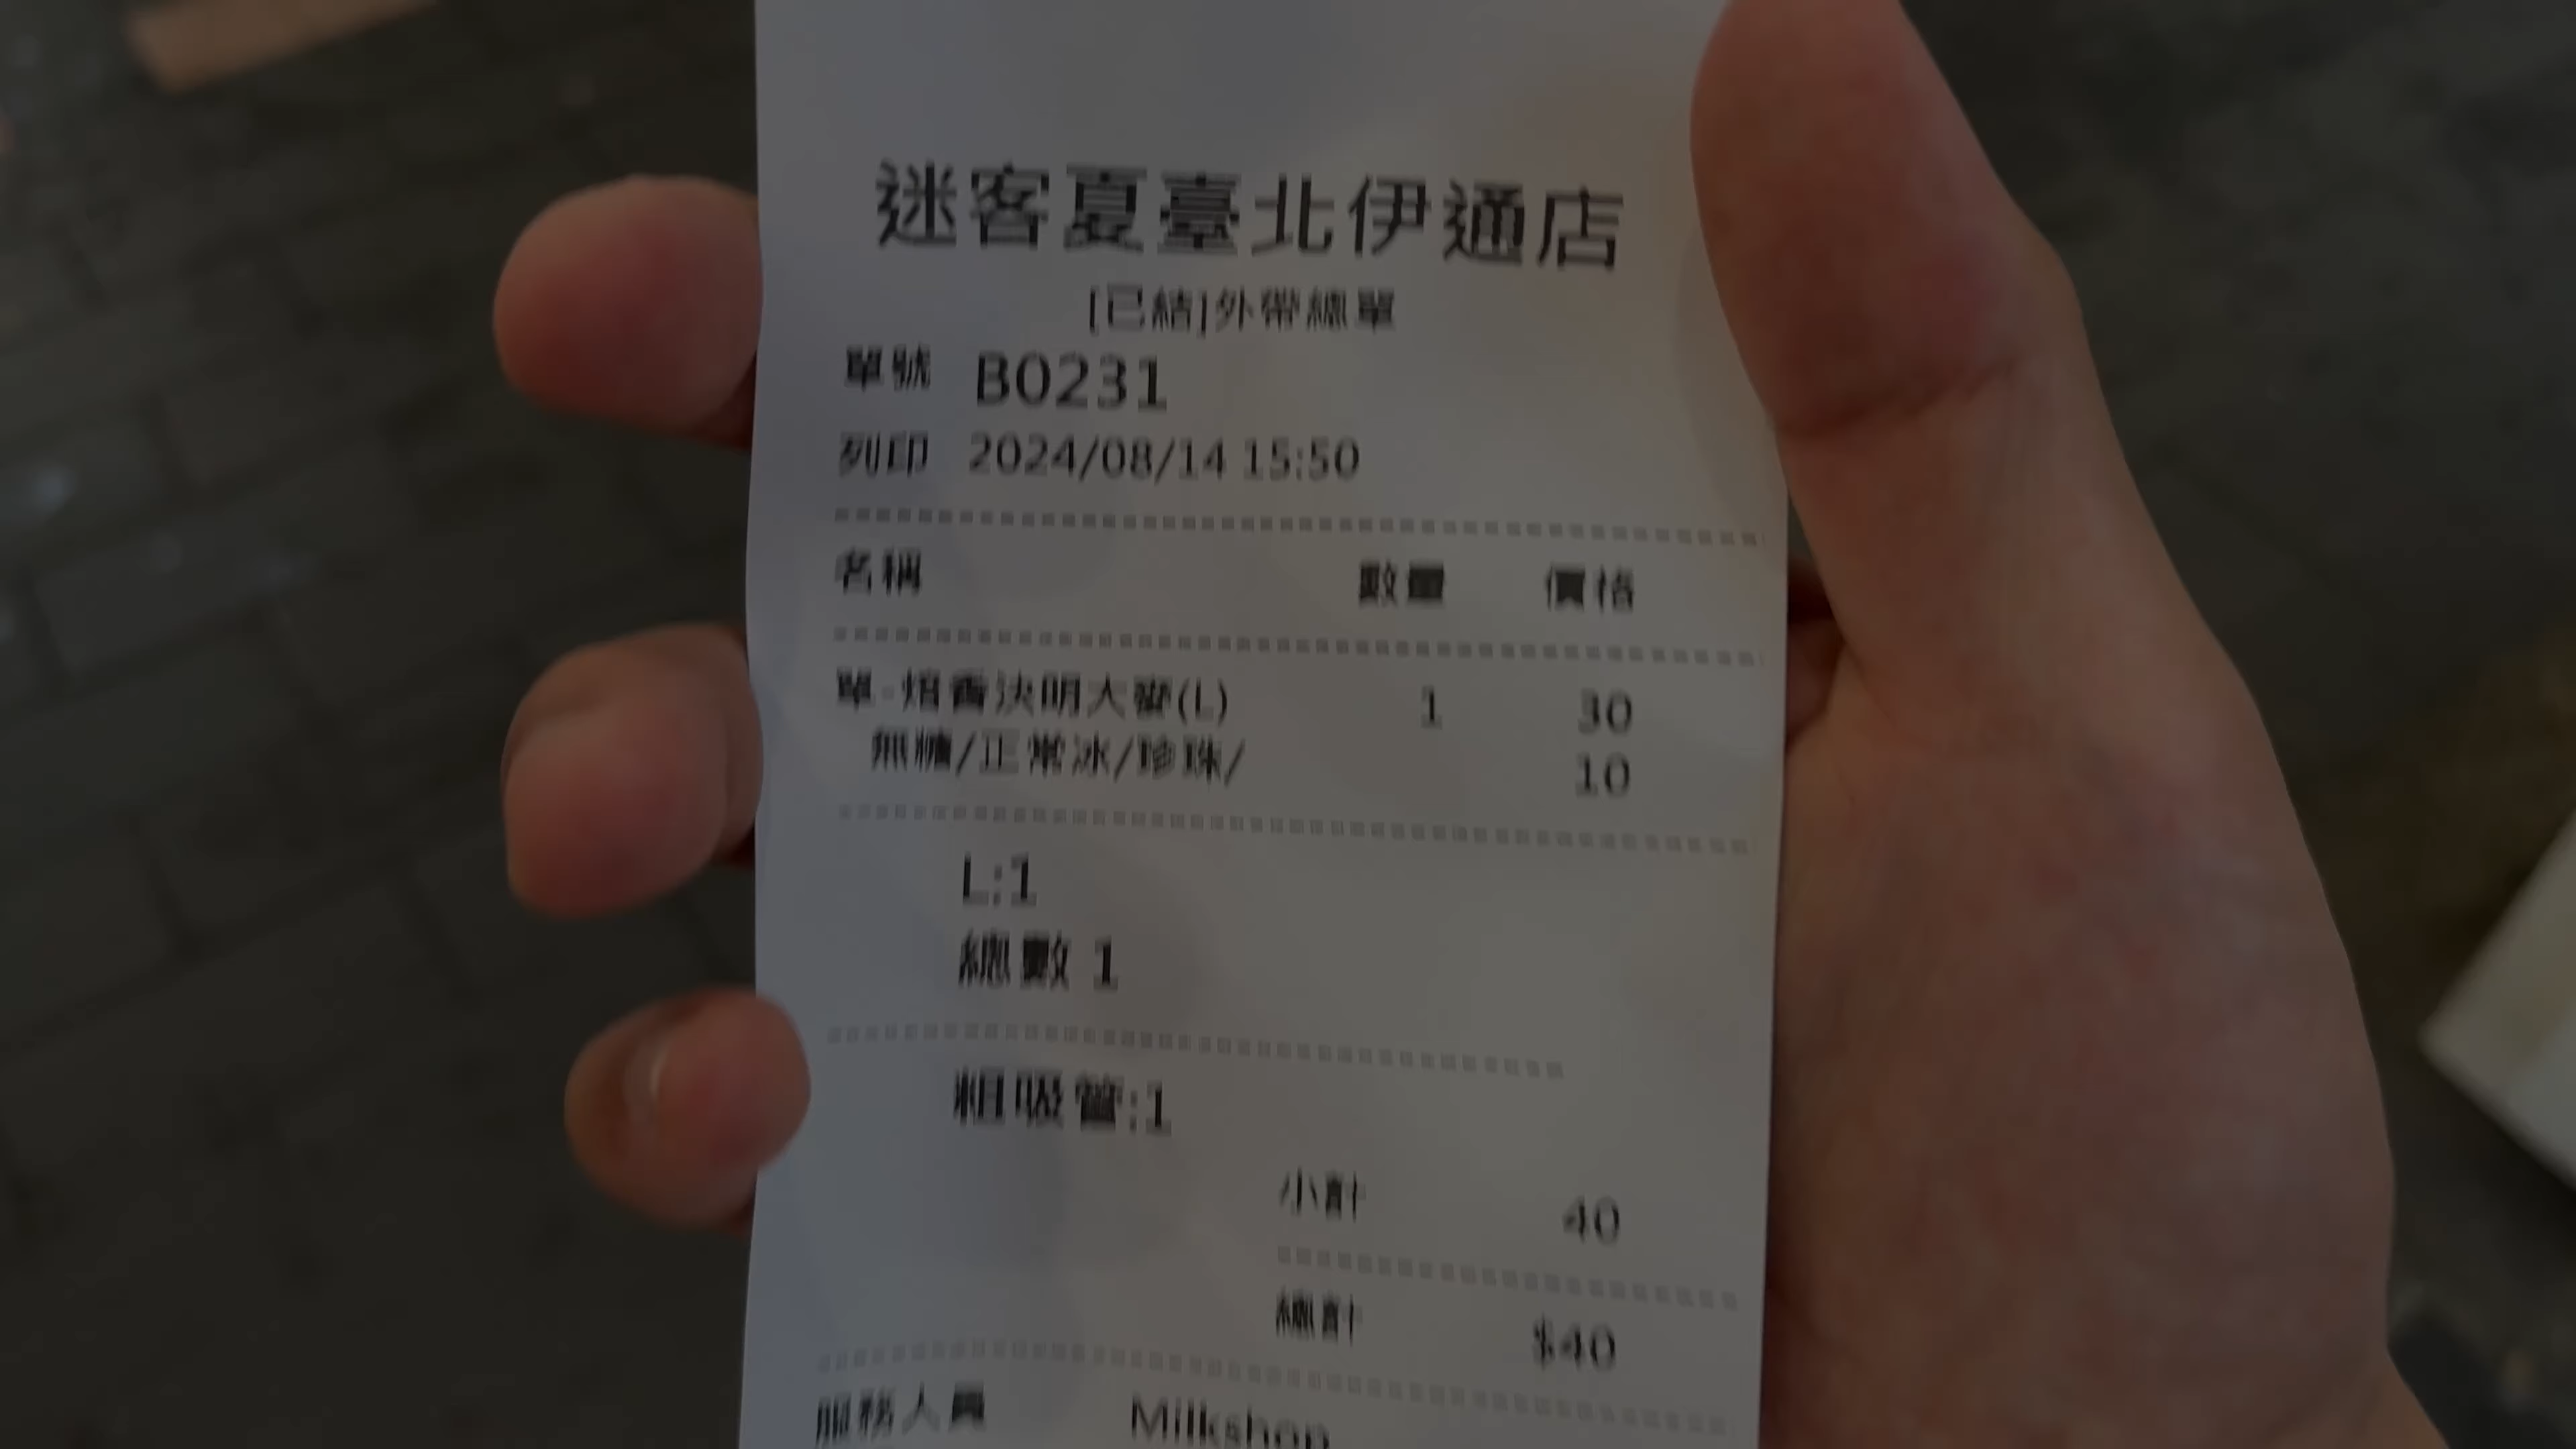 迷客夏臺北伊通店
[已結]外帶總單
單號 B0231
列印 2024/08/14 15:50
名稱 數量 價格
單-焙香決明大麥(L) 1 30
無糖/正常冰/珍珠/ 10
L:1
總數 1
粗吸管:1
小計 40
總計 $40
服務人員 Milkshop